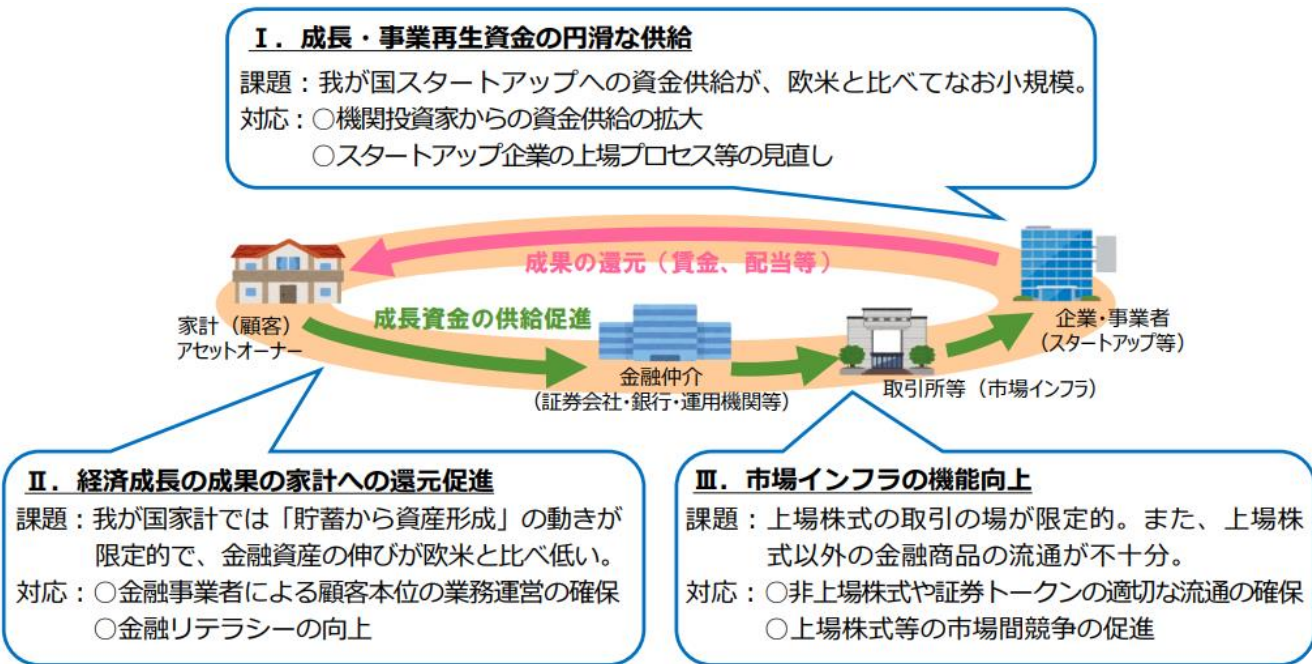 Ⅰ．成長・事業再生資金の円滑な供給
課題：我が国スタートアップへの資金供給が、欧米と比べてなお小規模。
対応：○機関投資家からの資金供給の拡大
○スタートアップ企業の上場プロセス等の見直し
成果の還元（賃金、配当等）
家計（顧客）
アセットオーナー
成長資金の供給促進
金融仲介
（証券会社・銀行・運用機関等）
取引所等（市場インフラ）
企業・事業者
（スタートアップ等）
Ⅱ．経済成長の成果の家計への還元促進
課題：我が国家計では「貯蓄から資産形成」の動きが
限定的で、金融資産の伸びが欧米と比べ低い。
対応：○金融事業者による顧客本位の業務運営の確保
○金融リテラシーの向上
Ⅲ．市場インフラの機能向上
課題：上場株式の取引の場が限定的。また、上場株
式以外の金融商品の流通が不十分。
対応：○非上場株式や証券トークンの適切な流通の確保
○上場株式等の市場間競争の促進